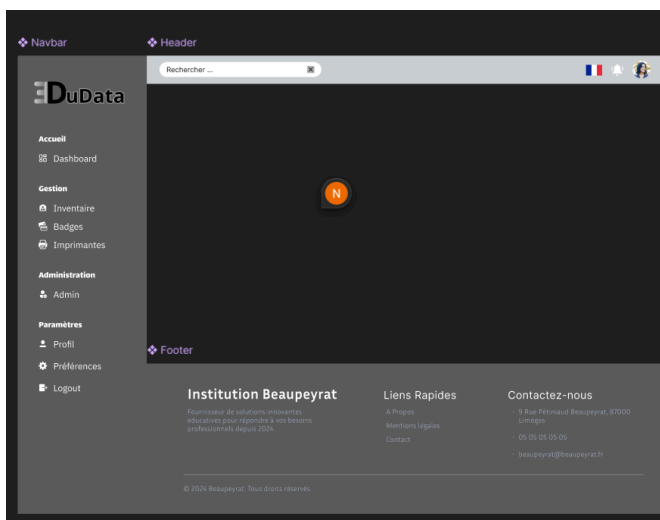 Navbar
Header
Rechercher ...
EDuData
Accueil
Dashboard
Gestion
Inventaire
Badges
Imprimantes
Administration
Admin
Paramètres
Profil
Préférences
Logout
N
Footer
Institution Beaupeyrat
Fournisseur de solutions innovantes
éducatives pour répondre à vos besoins
professionnels depuis 2024.
Liens Rapides
A Propos
Mentions légales
Contact
Contactez-nous
- 9 Rue Pétiniaud Beaupeyrat, 87000
Limoges
- 05 05 05 05 05
- beaupeyrat@beaupeyrat.fr
© 2024 Beaupeyrat. Tous droits réservés.